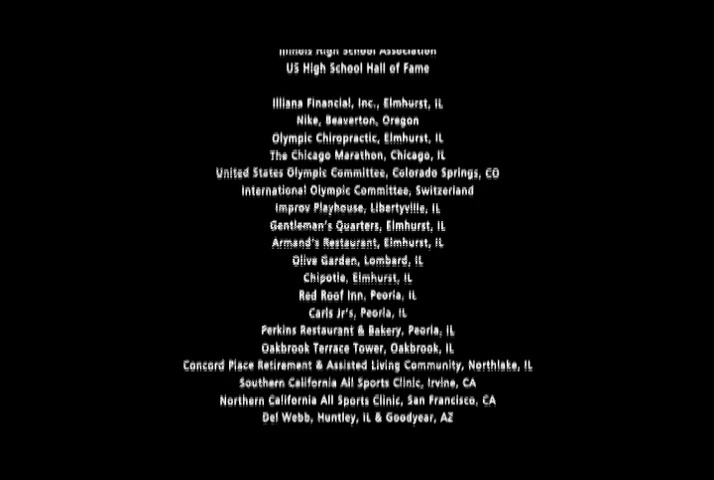 Illinois High School Association
US High School Hall of Fame
Illiana Financial, Inc., Elmhurst, IL
Nike, Beaverton, Oregon
Olympic Chiropractic, Elmhurst, IL
The Chicago Marathon, Chicago, IL
United States Olympic Committee, Colorado Springs, CO
International Olympic Committee, Switzerland
Improv Playhouse, Libertyville, IL
Gentleman's Quarters, Elmhurst, IL
Armand's Restaurant, Elmhurst, IL
Olive Garden, Lombard, IL
Chipotle, Elmhurst, IL
Red Roof Inn, Peoria, IL
Carls Jr's, Peoria, IL
Perkins Restaurant & Bakery, Peoria, IL
Oakbrook Terrace Tower, Oakbrook, IL
Concord Place Retirement & Assisted Living Community, Northlake, IL
Southern California All Sports Clinic, Irvine, CA
Northern California All Sports Clinic, San Francisco, CA
Del Webb, Huntley, IL & Goodyear, AZ